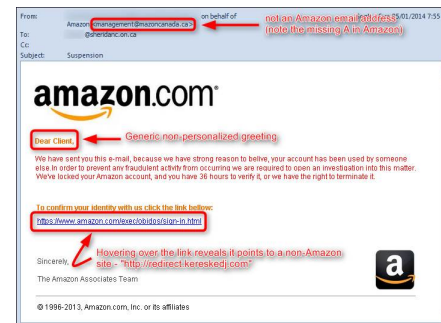 From:
on behalf of
Amazon <management@mazoncanada.ca>
not an Amazon email address
(note the missing A in Amazon)
05/01/2014 7:55
To:
@sheridanc.on.ca
Cc:
Subject: Suspension
amazon.com
Dear Client,
Generic non-personalized greeting
We have sent you this e-mail, because we have strong reason to belive, your account has been used by someone
else. In order to prevent any fraudulent activity from occurring we are required to open an investigation into this matter.
We've locked your Amazon account, and you have 36 hours to verify it, or we have the right to terminate it.
To confirm your identity with us click the link bellow:
https://www.amazon.com/exec/obidos/sign-in.html
Hovering over the link reveals it points to a non-Amazon
site - "http://redirect.kereskedj.com"
Sincerely,
The Amazon Associates Team
a
© 1996-2013, Amazon.com, Inc. or its affiliates